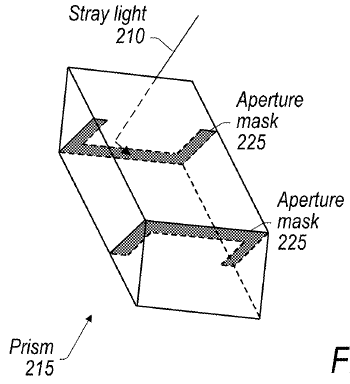 Stray light
210
Aperture
mask
225
Aperture
mask
225
Prism
215
F